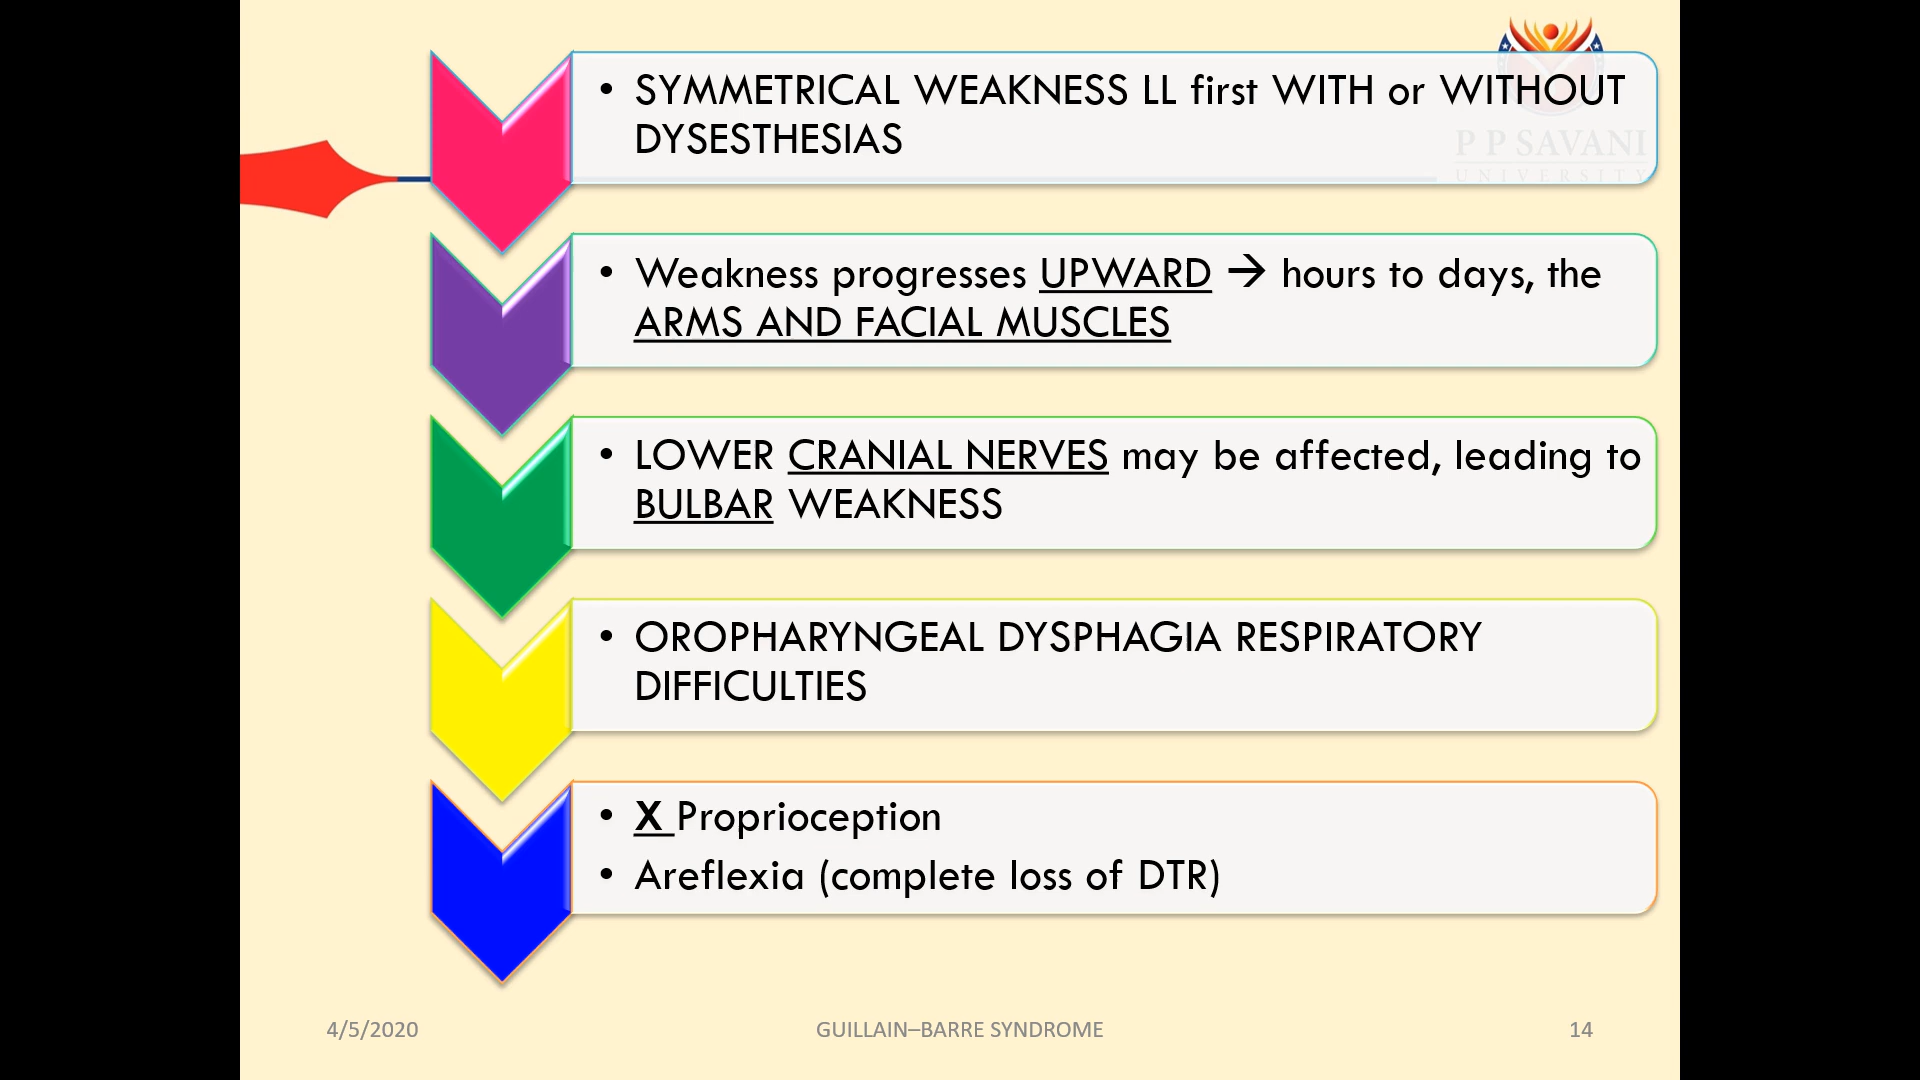 • SYMMETRICAL WEAKNESS LL first WITH or WITHOUT
DYSESTHESIAS
P P SAVANI
UNIVERSITY
• Weakness progresses UPWARD → hours to days, the
ARMS AND FACIAL MUSCLES
• LOWER CRANIAL NERVES may be affected, leading to
BULBAR WEAKNESS
• OROPHARYNGEAL DYSPHAGIA RESPIRATORY
DIFFICULTIES
• X Proprioception
• Areflexia (complete loss of DTR)
4/5/2020
GUILLAIN–BARRE SYNDROME
14